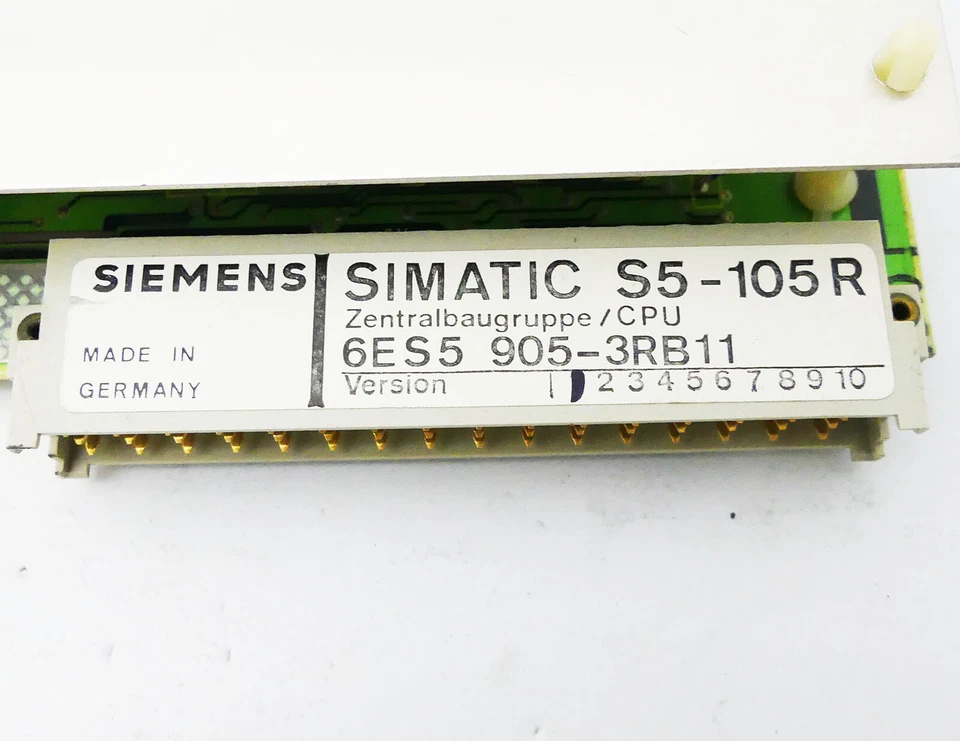 SIEMENS
MADE IN
GERMANY
SIMATIC S5-105R
Zentralbaugruppe/CPU
6ES5 905-3RB11
Version 2 3 4 5 6 7 8 9 10